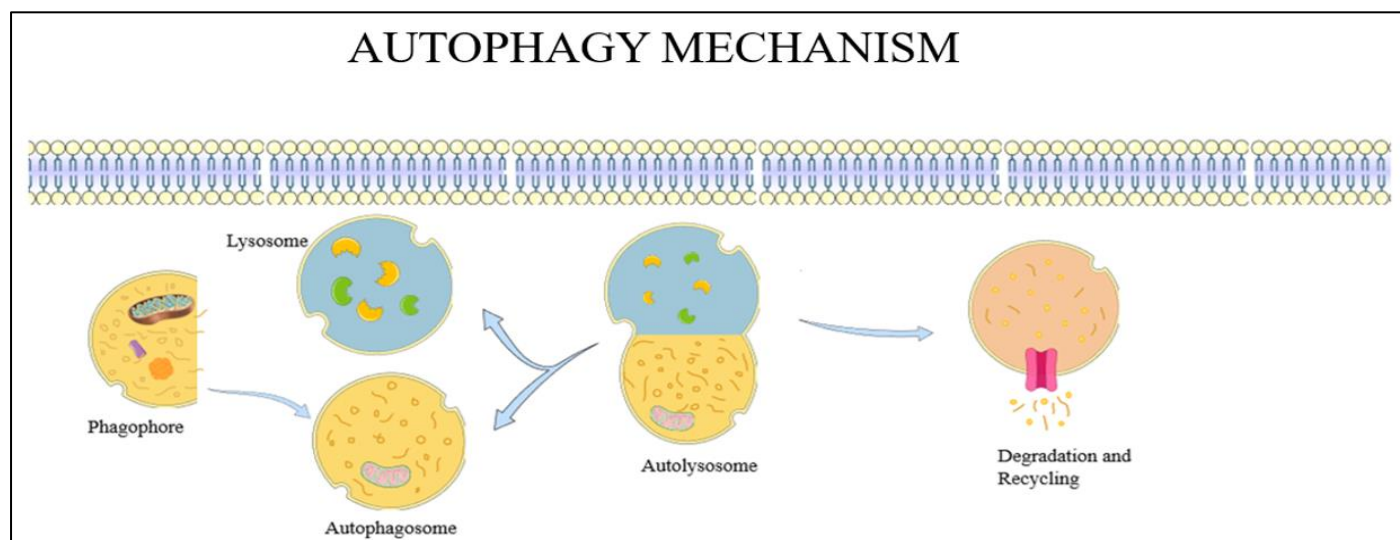 AUTOPHAGY MECHANISM
Lysosome
Phagophore
Autophagosome
Autolysosome
Degradation and
Recycling